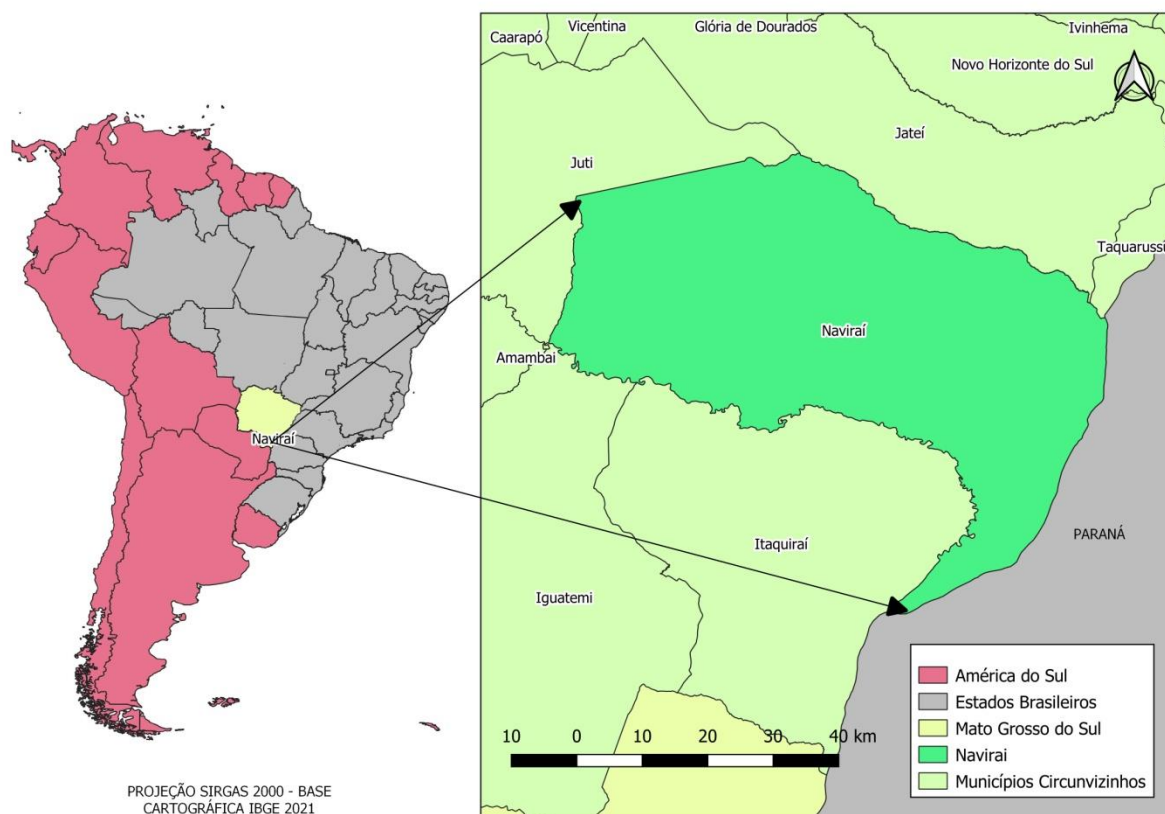 Naviraí
PROJEÇÃO SIRGAS 2000 - BASE
CARTOGRÁFICA IBGE 2021
Caarapó
Vicentina
Glória de Dourados
Ivinhema
Novo Horizonte do Sul
Juti
Jateí
Taquarussu
Naviraí
Amambai
Itaquiraí
PARANÁ
Iguatemi
10 0 10 20 30 40 km
América do Sul
Estados Brasileiros
Mato Grosso do Sul
Navirai
Municípios Circunvizinhos